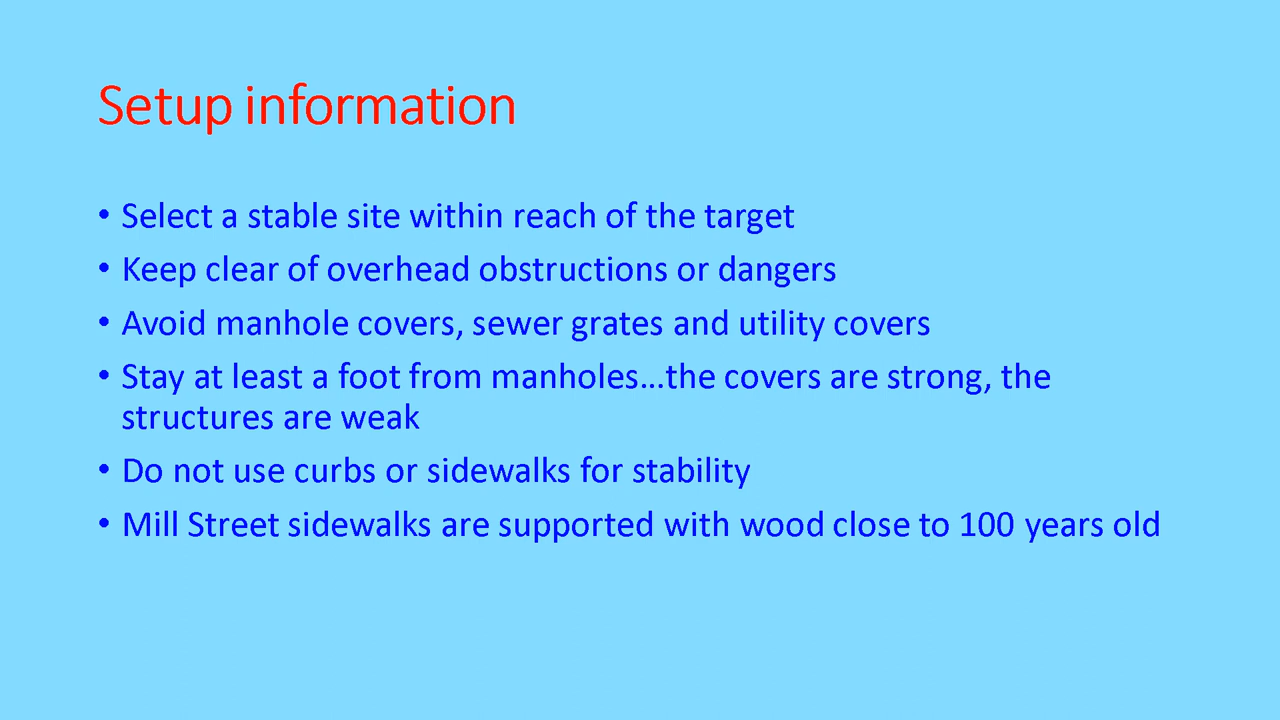 Setup information
• Select a stable site within reach of the target
• Keep clear of overhead obstructions or dangers
• Avoid manhole covers, sewer grates and utility covers
• Stay at least a foot from manholes...the covers are strong, the
structures are weak
• Do not use curbs or sidewalks for stability
• Mill Street sidewalks are supported with wood close to 100 years old